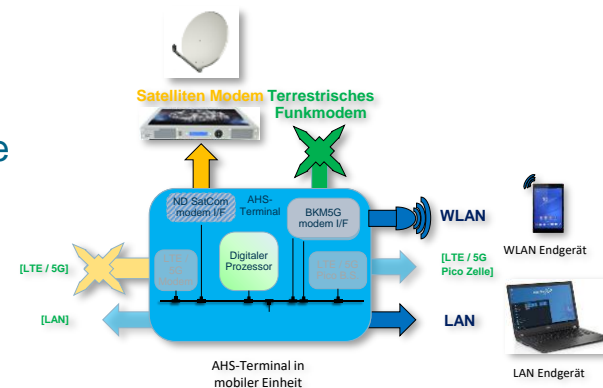 Satelliten Modem
Terrestrisches
Funkmodem
e
ND SatCom
modem I/F
AHS-
Terminal
BKM5G
modem I/F
WLAN
WLAN Endgerät
[LTE / 5G]
Digitaler
Prozessor
[LTE / 5G
Pico Zelle]
[LAN]
LAN
LAN Endgerät
AHS-Terminal in
mobiler Einheit